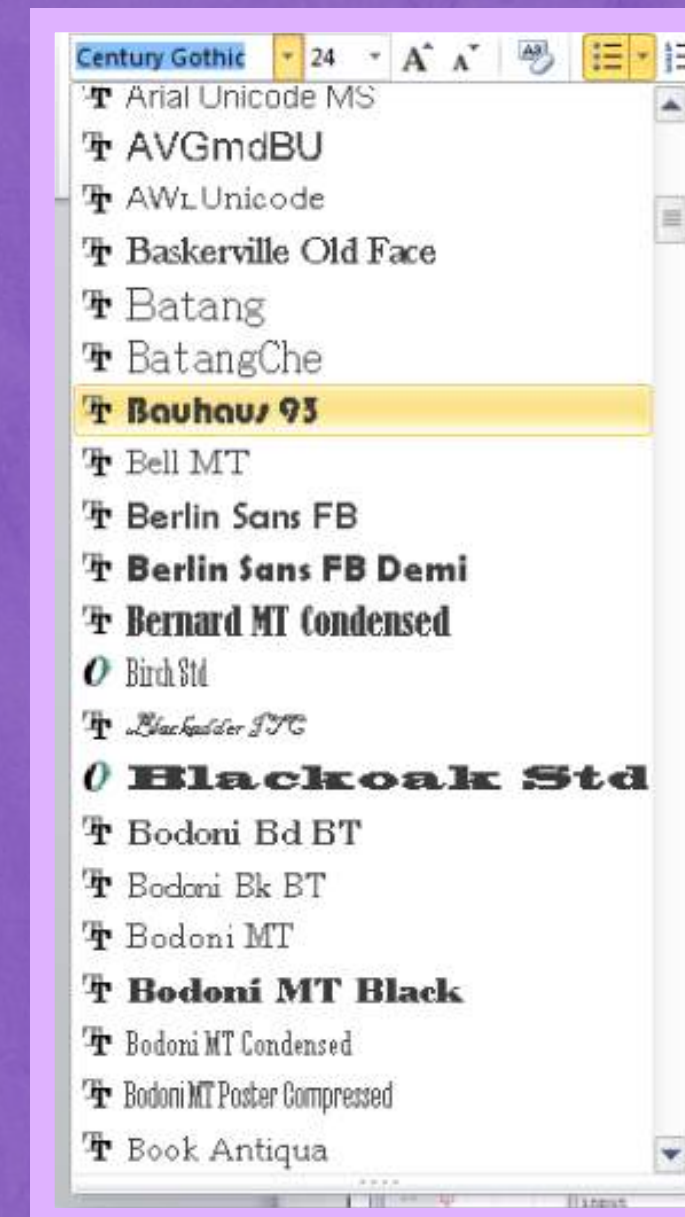 Century Gothic 24
Arial Unicode MS
AVGmdBU
AWLUnicode
Baskerville Old Face
Batang
BatangChe
Bauhaus 93
Bell MT
Berlin Sans FB
Berlin Sans FB Demi
Bernard MT Condensed
Birch Std
Blackadder ITC
Blackoak Std
Bodoni Bd BT
Bodoni Bk BT
Bodoni MT
Bodoni MT Black
Bodoni MT Condensed
Bodoni MT Poster Compressed
Book Antiqua